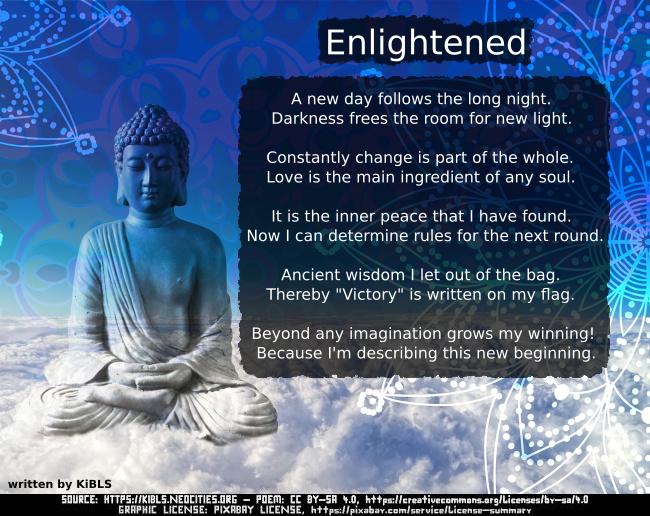 Enlightened
A new day follows the long night.
Darkness frees the room for new light.
Constantly change is part of the whole.
Love is the main ingredient of any soul.
It is the inner peace that I have found.
Now I can determine rules for the next round.
Ancient wisdom I let out of the bag.
Thereby "Victory" is written on my flag.
Beyond any imagination grows my winning!
Because I'm describing this new beginning.
written by KiBLS
SOURCE: HTTPS://KIBLS.NEOCITIES.ORG – POEM: CC BY–SA 4.0, https://creativecommons.org/licenses/by–sa/4.0
GRAPHIC LICENSE: PIXABAY LICENSE, https://pixabay.com/service/License–summary